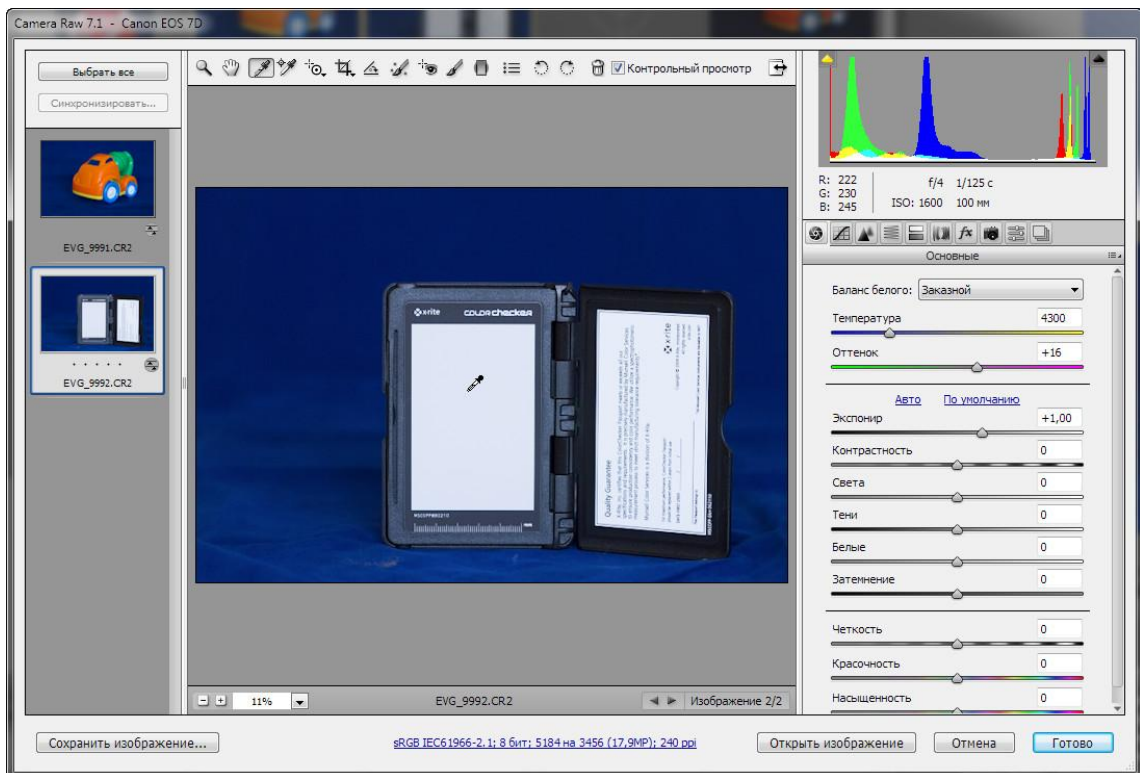 Camera Raw 7.1 - Canon EOS 7D
Выбрать все
Синхронизировать...
EVG_9991.CR2
EVG_9992.CR2
Контрольный просмотр
x·rite
COLORchecker
MSCCPPB00210
x·rite
Quality Guarantee
11%
EVG_9992.CR2
Изображение 2/2
R: 222
G: 230
B: 245
f/4 1/125 с
ISO: 1600 100 мм
fx
Основные
Баланс белого: Заказной
Температура 4300
Оттенок +16
Авто По умолчанию
Экспонир +1,00
Контрастность 0
Света 0
Тени 0
Белые 0
Затемнение 0
Четкость 0
Красочность 0
Насыщенность 0
Сохранить изображение...
sRGB IEC61966-2.1; 8 бит; 5184 на 3456 (17,9MP); 240 ppi
Открыть изображение
Отмена
Готово